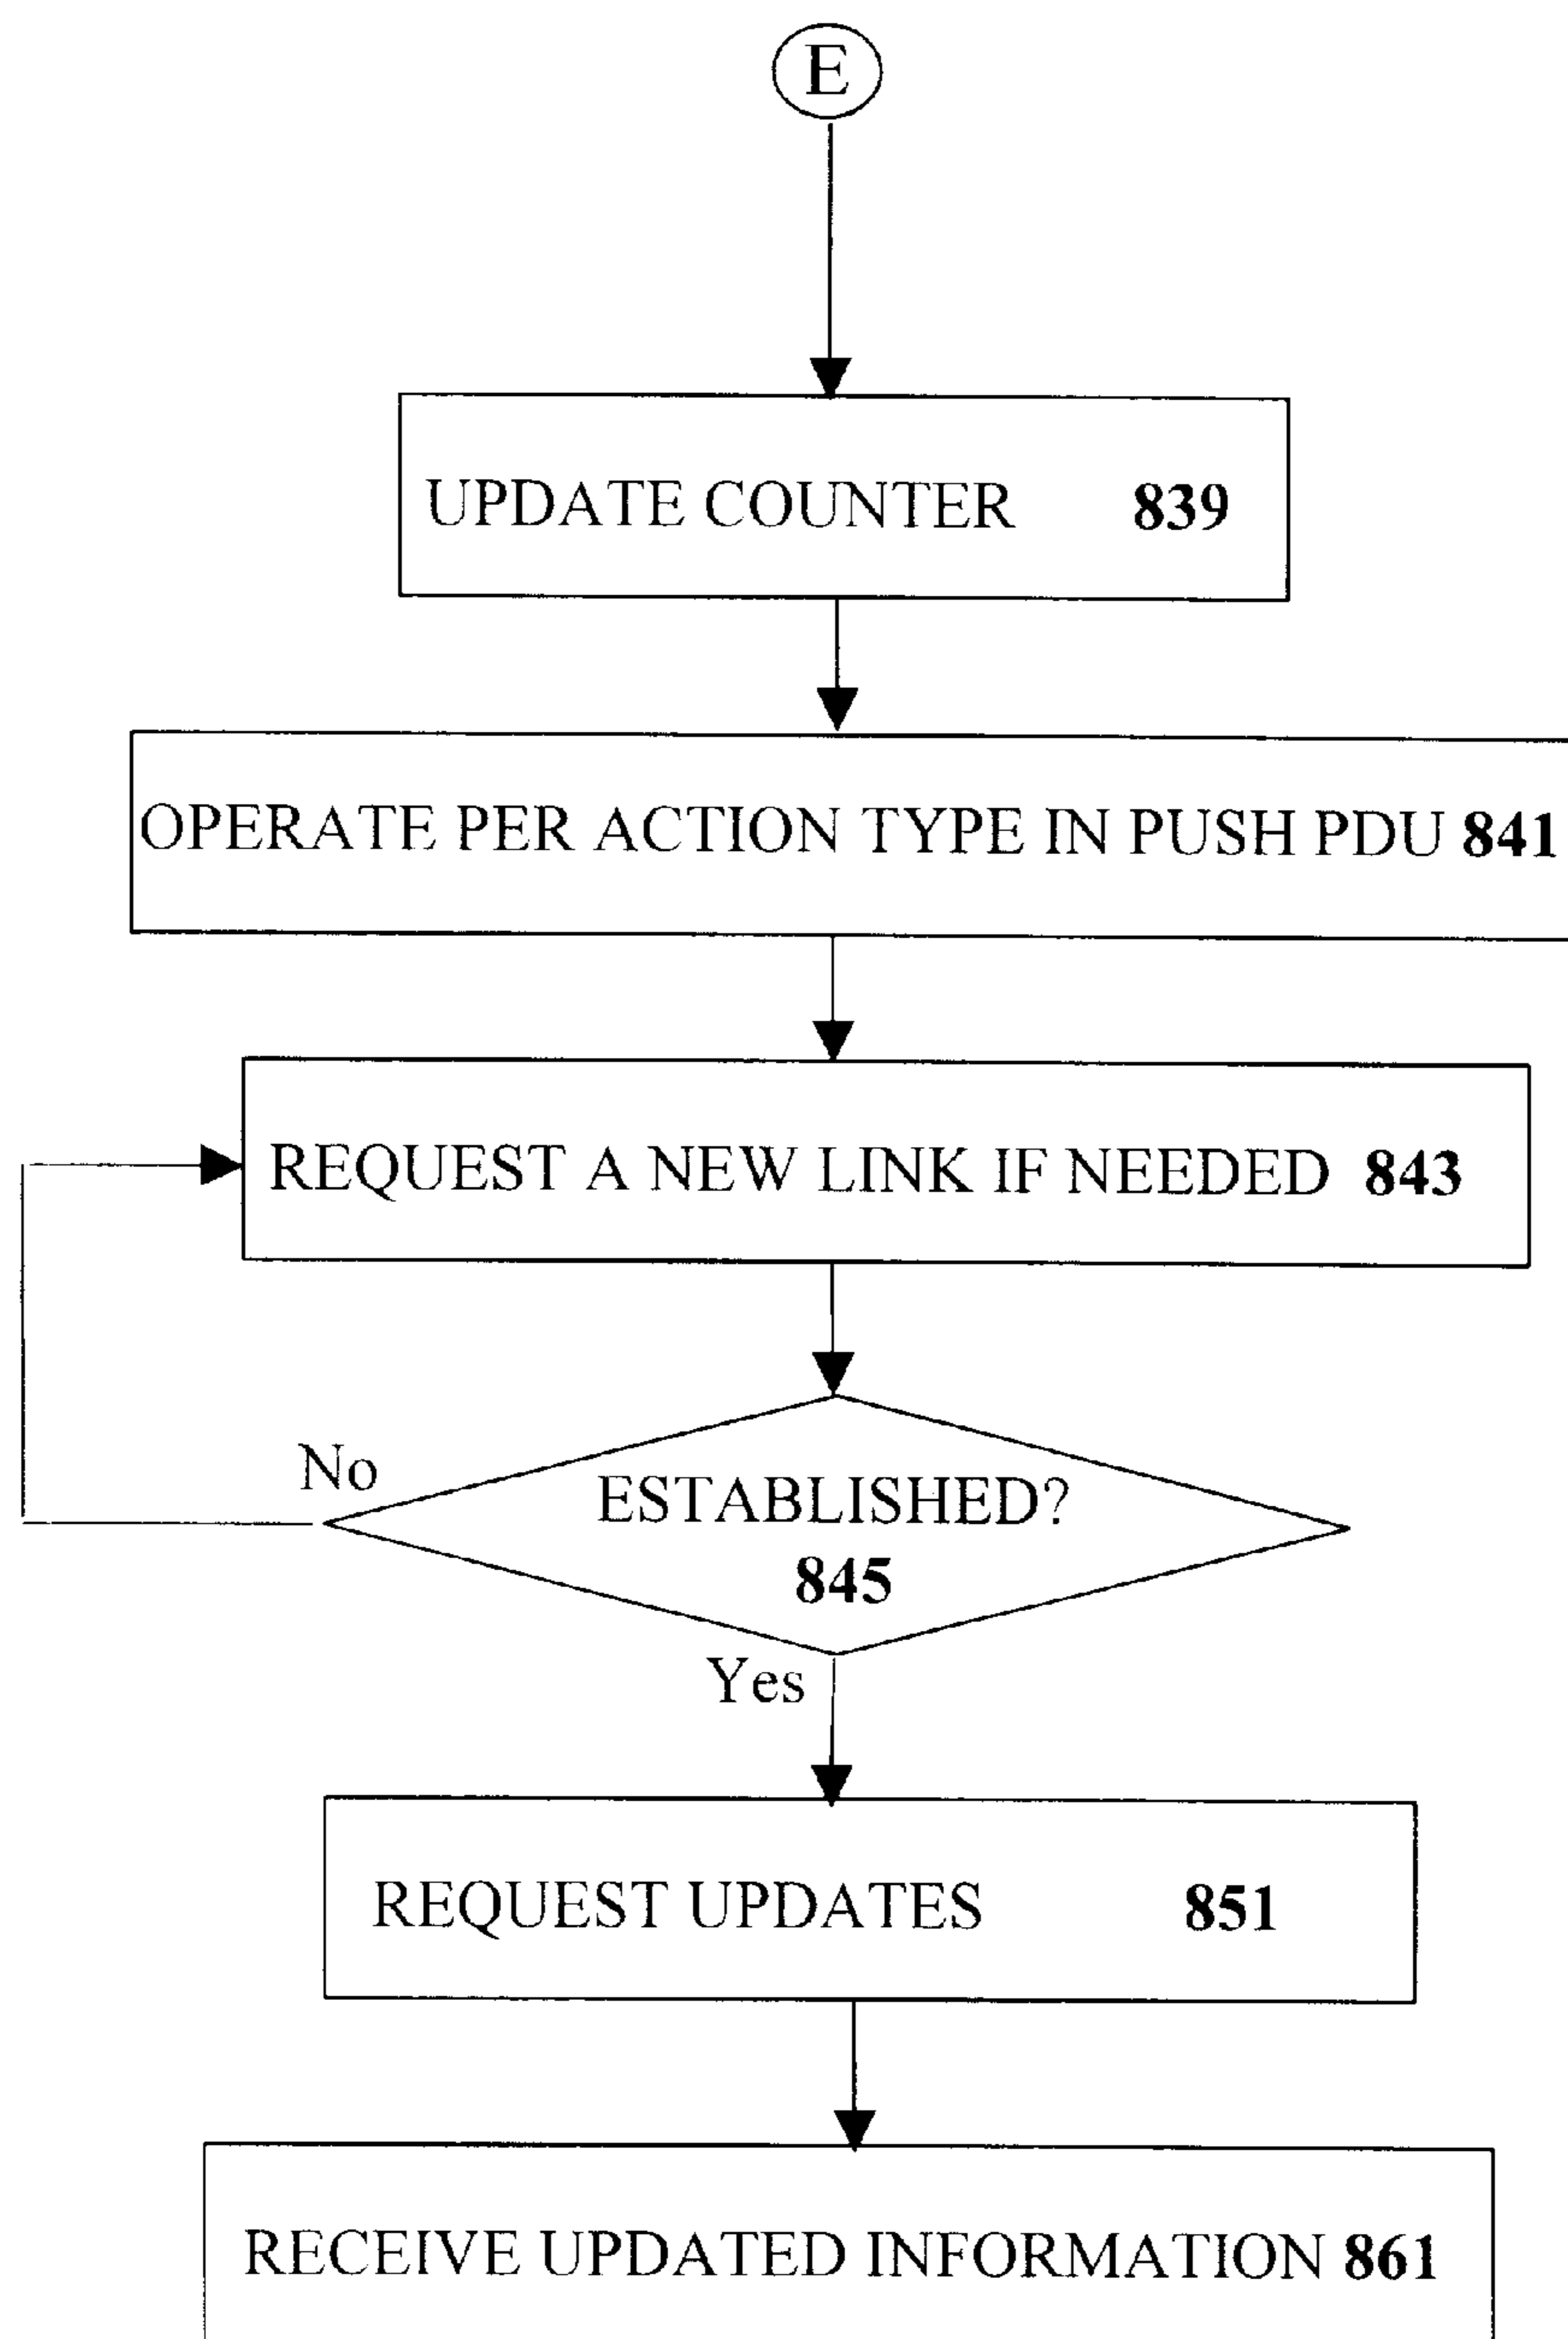 E
UPDATE COUNTER 839
OPERATE PER ACTION TYPE IN PUSH PDU 841
REQUEST A NEW LINK IF NEEDED 843
No
ESTABLISHED?
845
Yes
REQUEST UPDATES 851
RECEIVE UPDATED INFORMATION 861